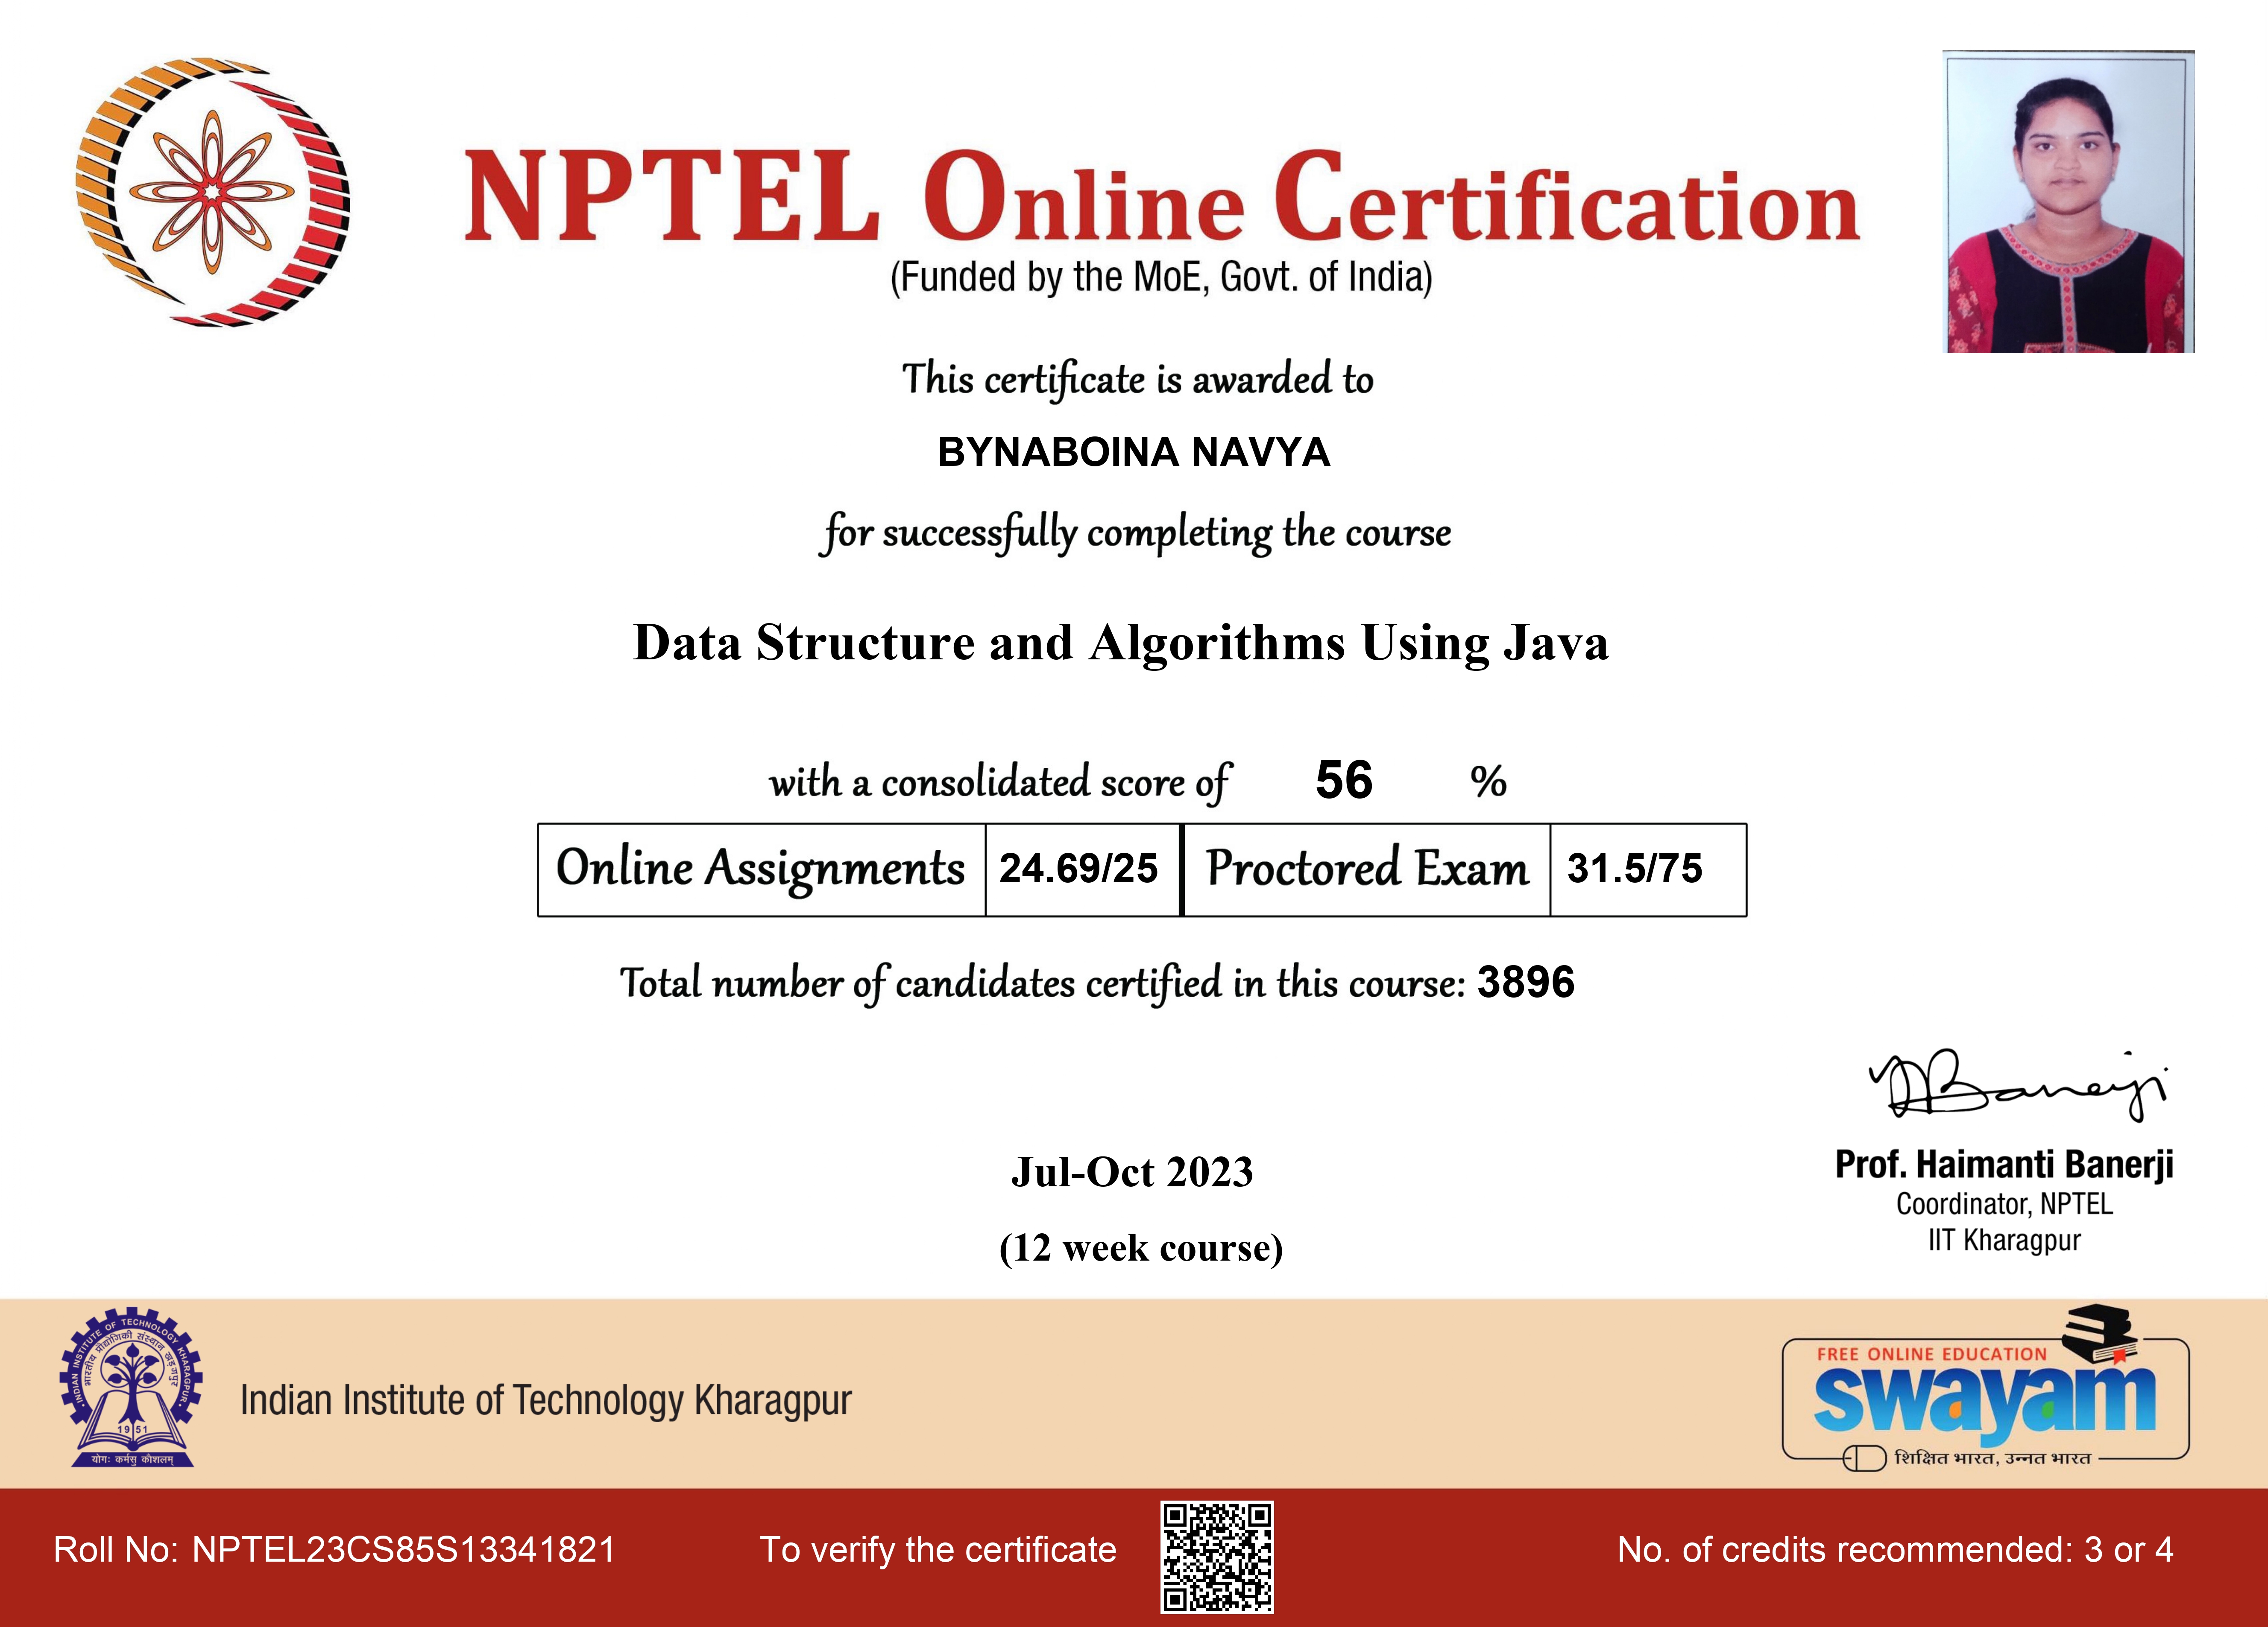 NPTEL Online Certification
(Funded by the MoE, Govt. of India)
This certificate is awarded to
BYNABOINA NAVYA
for successfully completing the course
Data Structure and Algorithms Using Java
with a consolidated score of 56 %
Online Assignments 24.69/25 Proctored Exam 31.5/75
Total number of candidates certified in this course: 3896
Banerji
Prof. Haimanti Banerji
Coordinator, NPTEL
IIT Kharagpur
Jul-Oct 2023
(12 week course)
INDIAN INSTITUTE OF TECHNOLOGY KHARAGPUR
भारतीय प्रौद्योगिकी संस्थान खड़गपुर
19 51
योगः कर्मसु कौशलम्
Indian Institute of Technology Kharagpur
FREE ONLINE EDUCATION
swayam
शिक्षित भारत, उन्नत भारत
Roll No: NPTEL23CS85S13341821
To verify the certificate
No. of credits recommended: 3 or 4